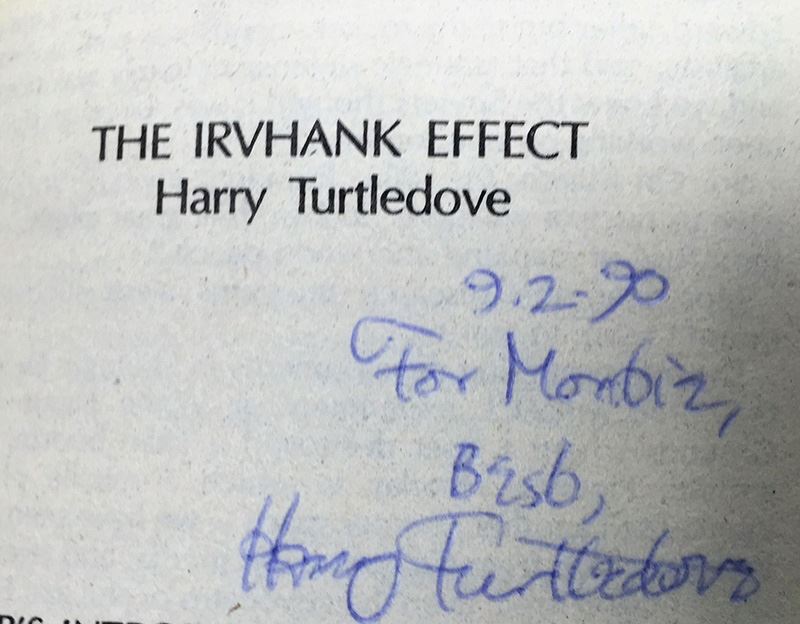 THE IRVHANK EFFECT
Harry Turtledove
9.2.90
For Moritz,
Best,
Harry Turtledove